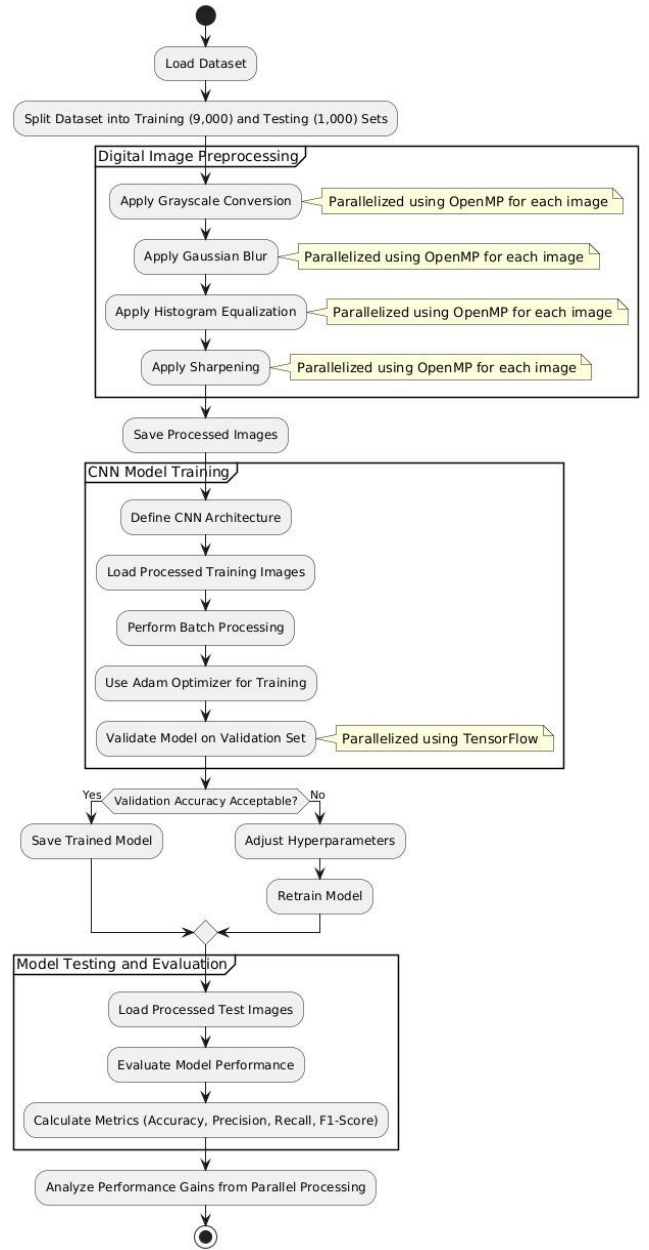 Load Dataset
Split Dataset into Training (9,000) and Testing (1,000) Sets
Digital Image Preprocessing
Apply Grayscale Conversion
Parallelized using OpenMP for each image
Apply Gaussian Blur
Parallelized using OpenMP for each image
Apply Histogram Equalization
Parallelized using OpenMP for each image
Apply Sharpening
Parallelized using OpenMP for each image
Save Processed Images
CNN Model Training
Define CNN Architecture
Load Processed Training Images
Perform Batch Processing
Use Adam Optimizer for Training
Validate Model on Validation Set
Parallelized using TensorFlow
Yes
Validation Accuracy Acceptable?
No
Save Trained Model
Adjust Hyperparameters
Retrain Model
Model Testing and Evaluation
Load Processed Test Images
Evaluate Model Performance
Calculate Metrics (Accuracy, Precision, Recall, F1-Score)
Analyze Performance Gains from Parallel Processing